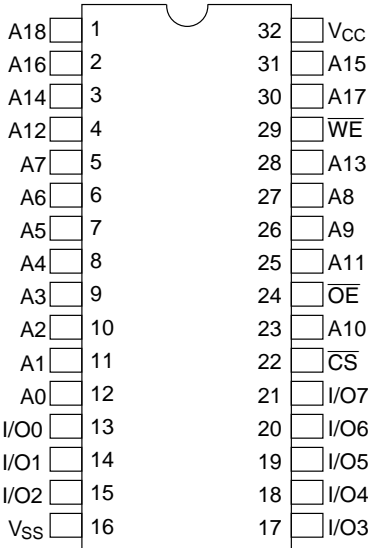 A18 1 32 VCC
A16 2 31 A15
A14 3 30 A17
A12 4 29 W̅E̅
A7 5 28 A13
A6 6 27 A8
A5 7 26 A9
A4 8 25 A11
A3 9 24 O̅E̅
A2 10 23 A10
A1 11 22 C̅S̅
A0 12 21 I/O7
I/O0 13 20 I/O6
I/O1 14 19 I/O5
I/O2 15 18 I/O4
VSS 16 17 I/O3